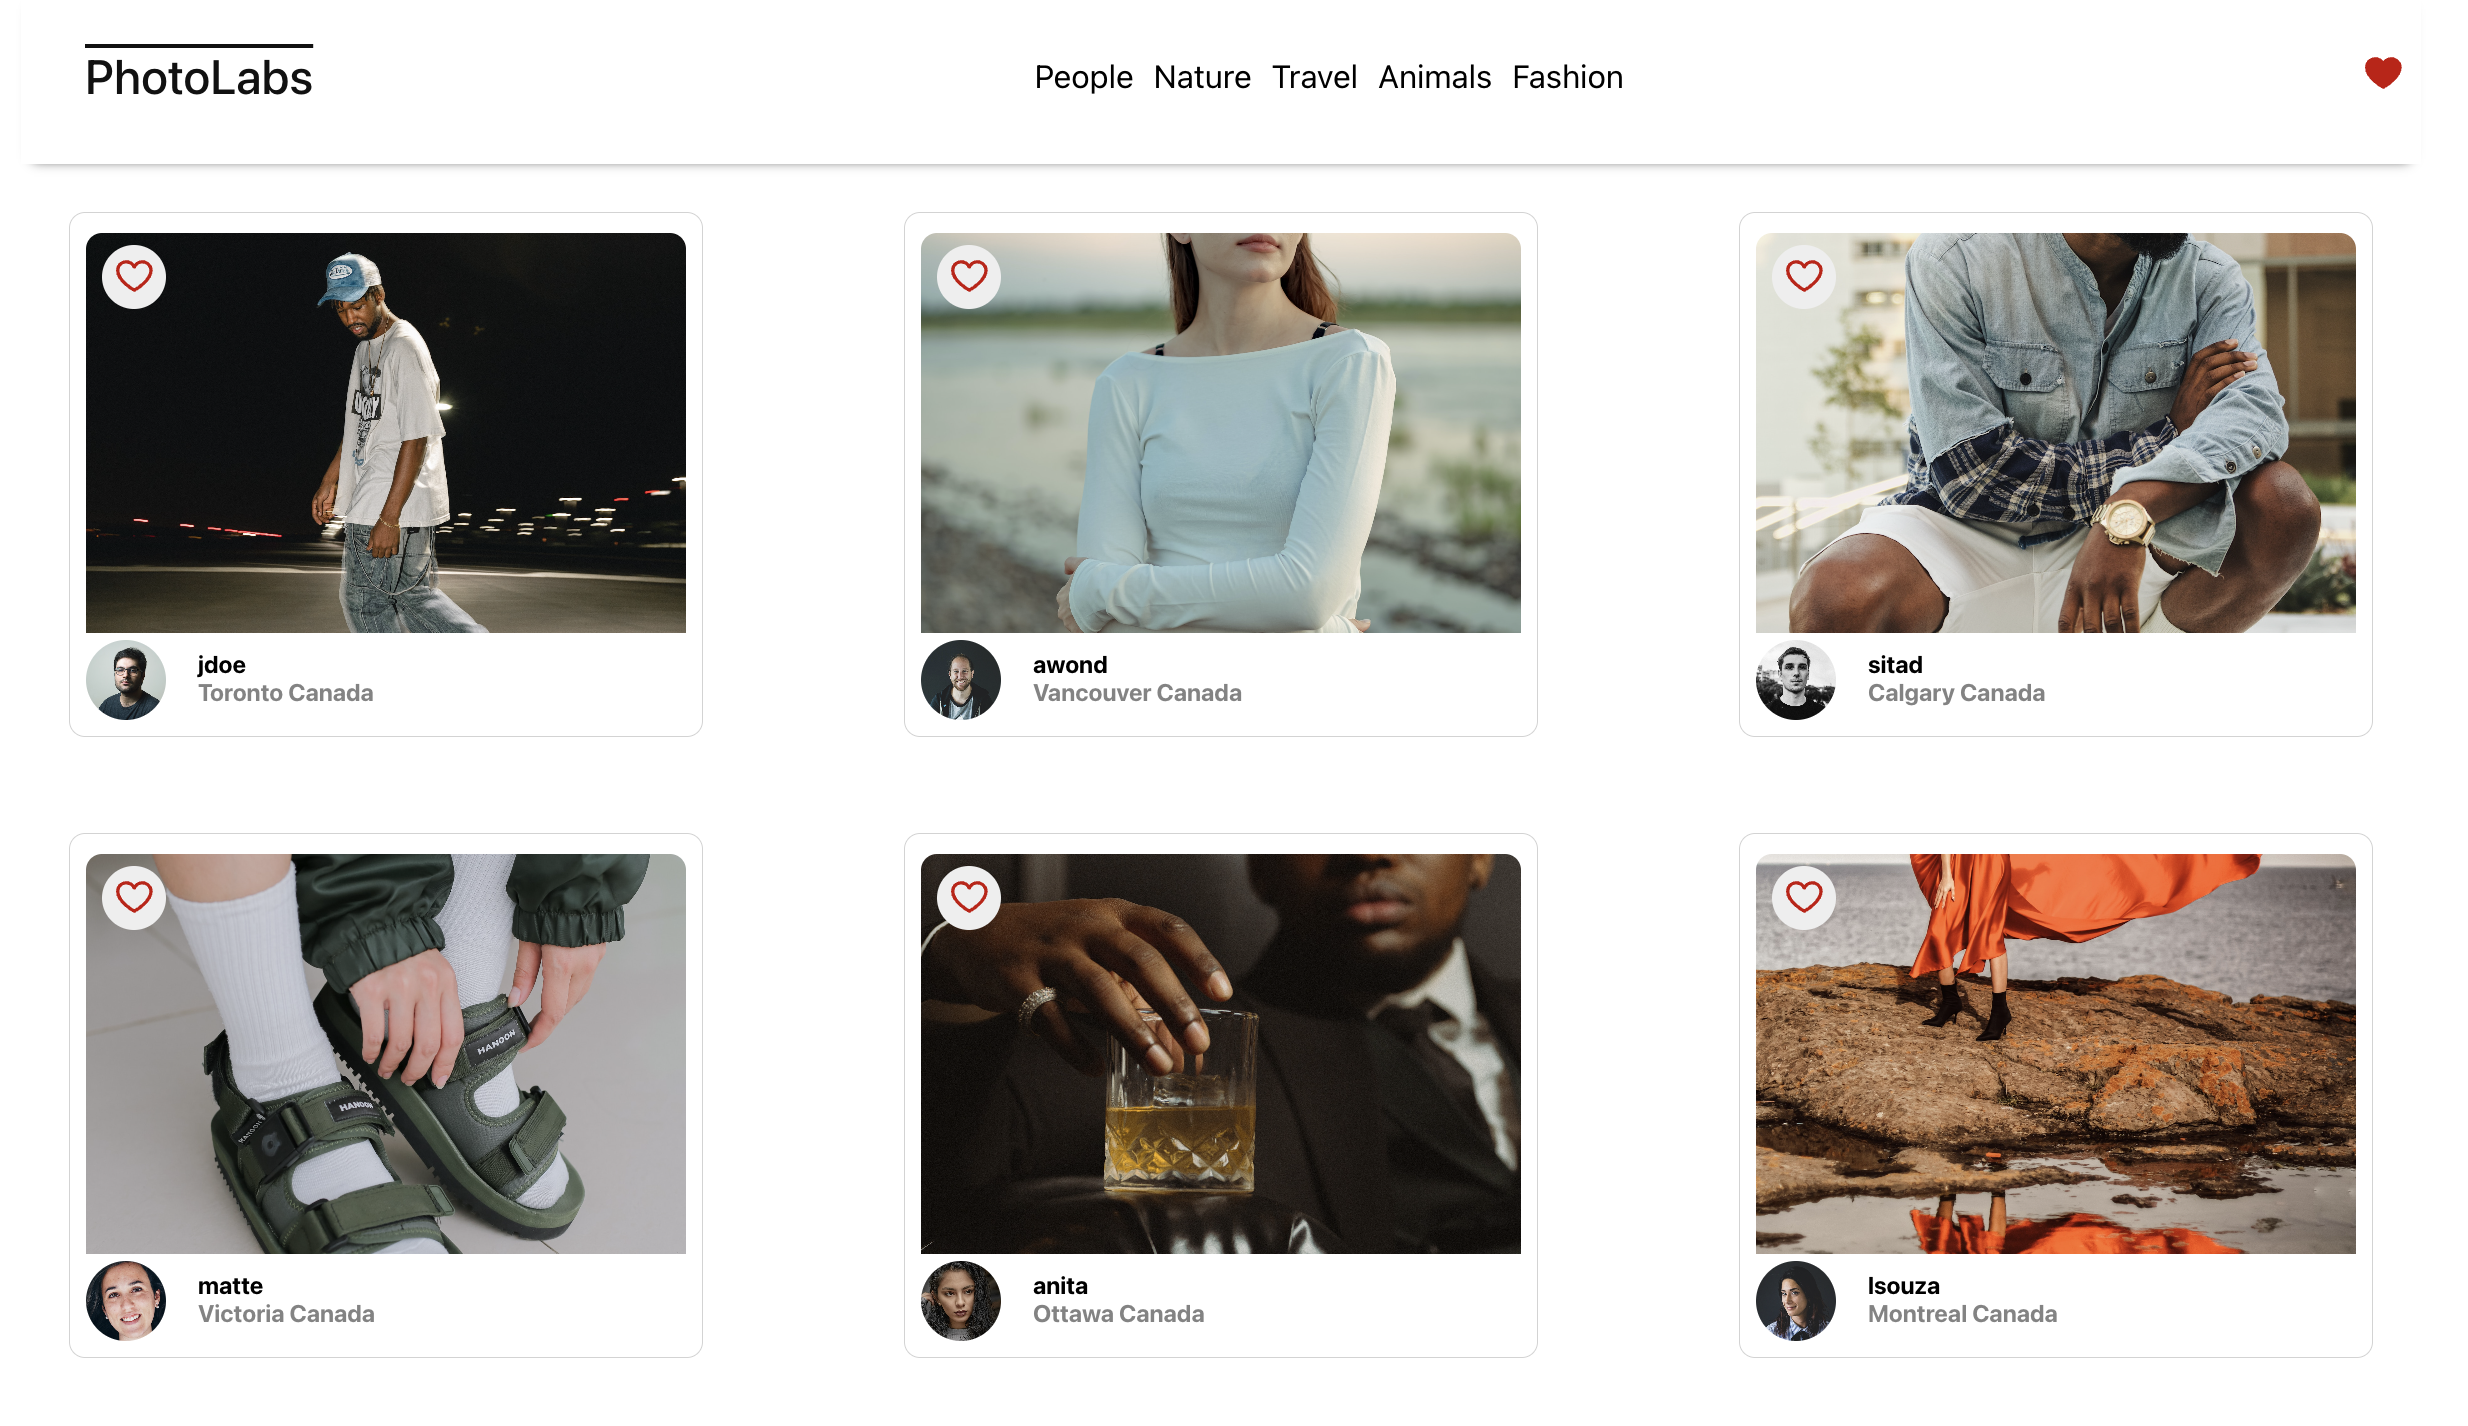 PhotoLabs
People Nature Travel Animals Fashion
jdoe
Toronto Canada
awond
Vancouver Canada
sitad
Calgary Canada
HANOON
HANOON
matte
Victoria Canada
anita
Ottawa Canada
lsouza
Montreal Canada